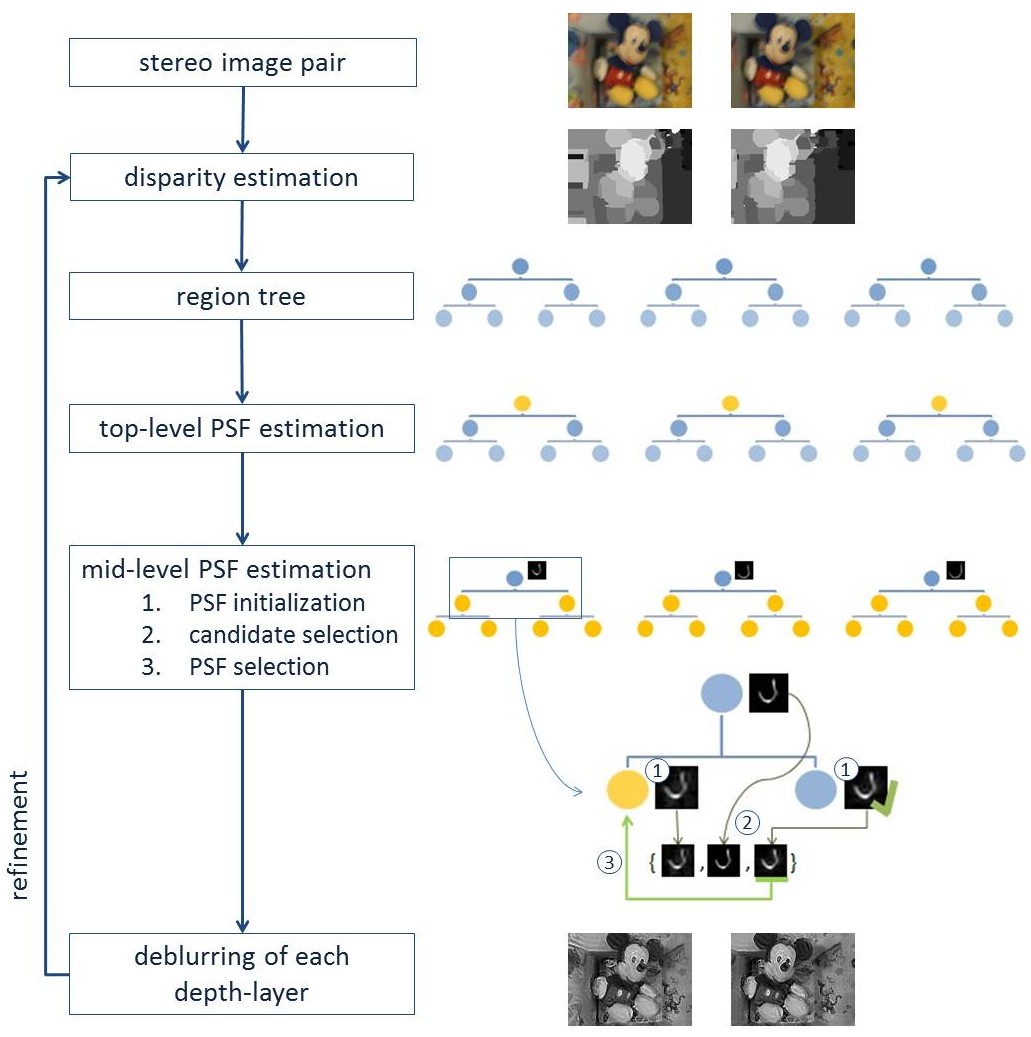 stereo image pair
disparity estimation
region tree
top-level PSF estimation
mid-level PSF estimation
1. PSF initialization
2. candidate selection
3. PSF selection
1
1
2
3
{ , , }
refinement
deblurring of each
depth-layer